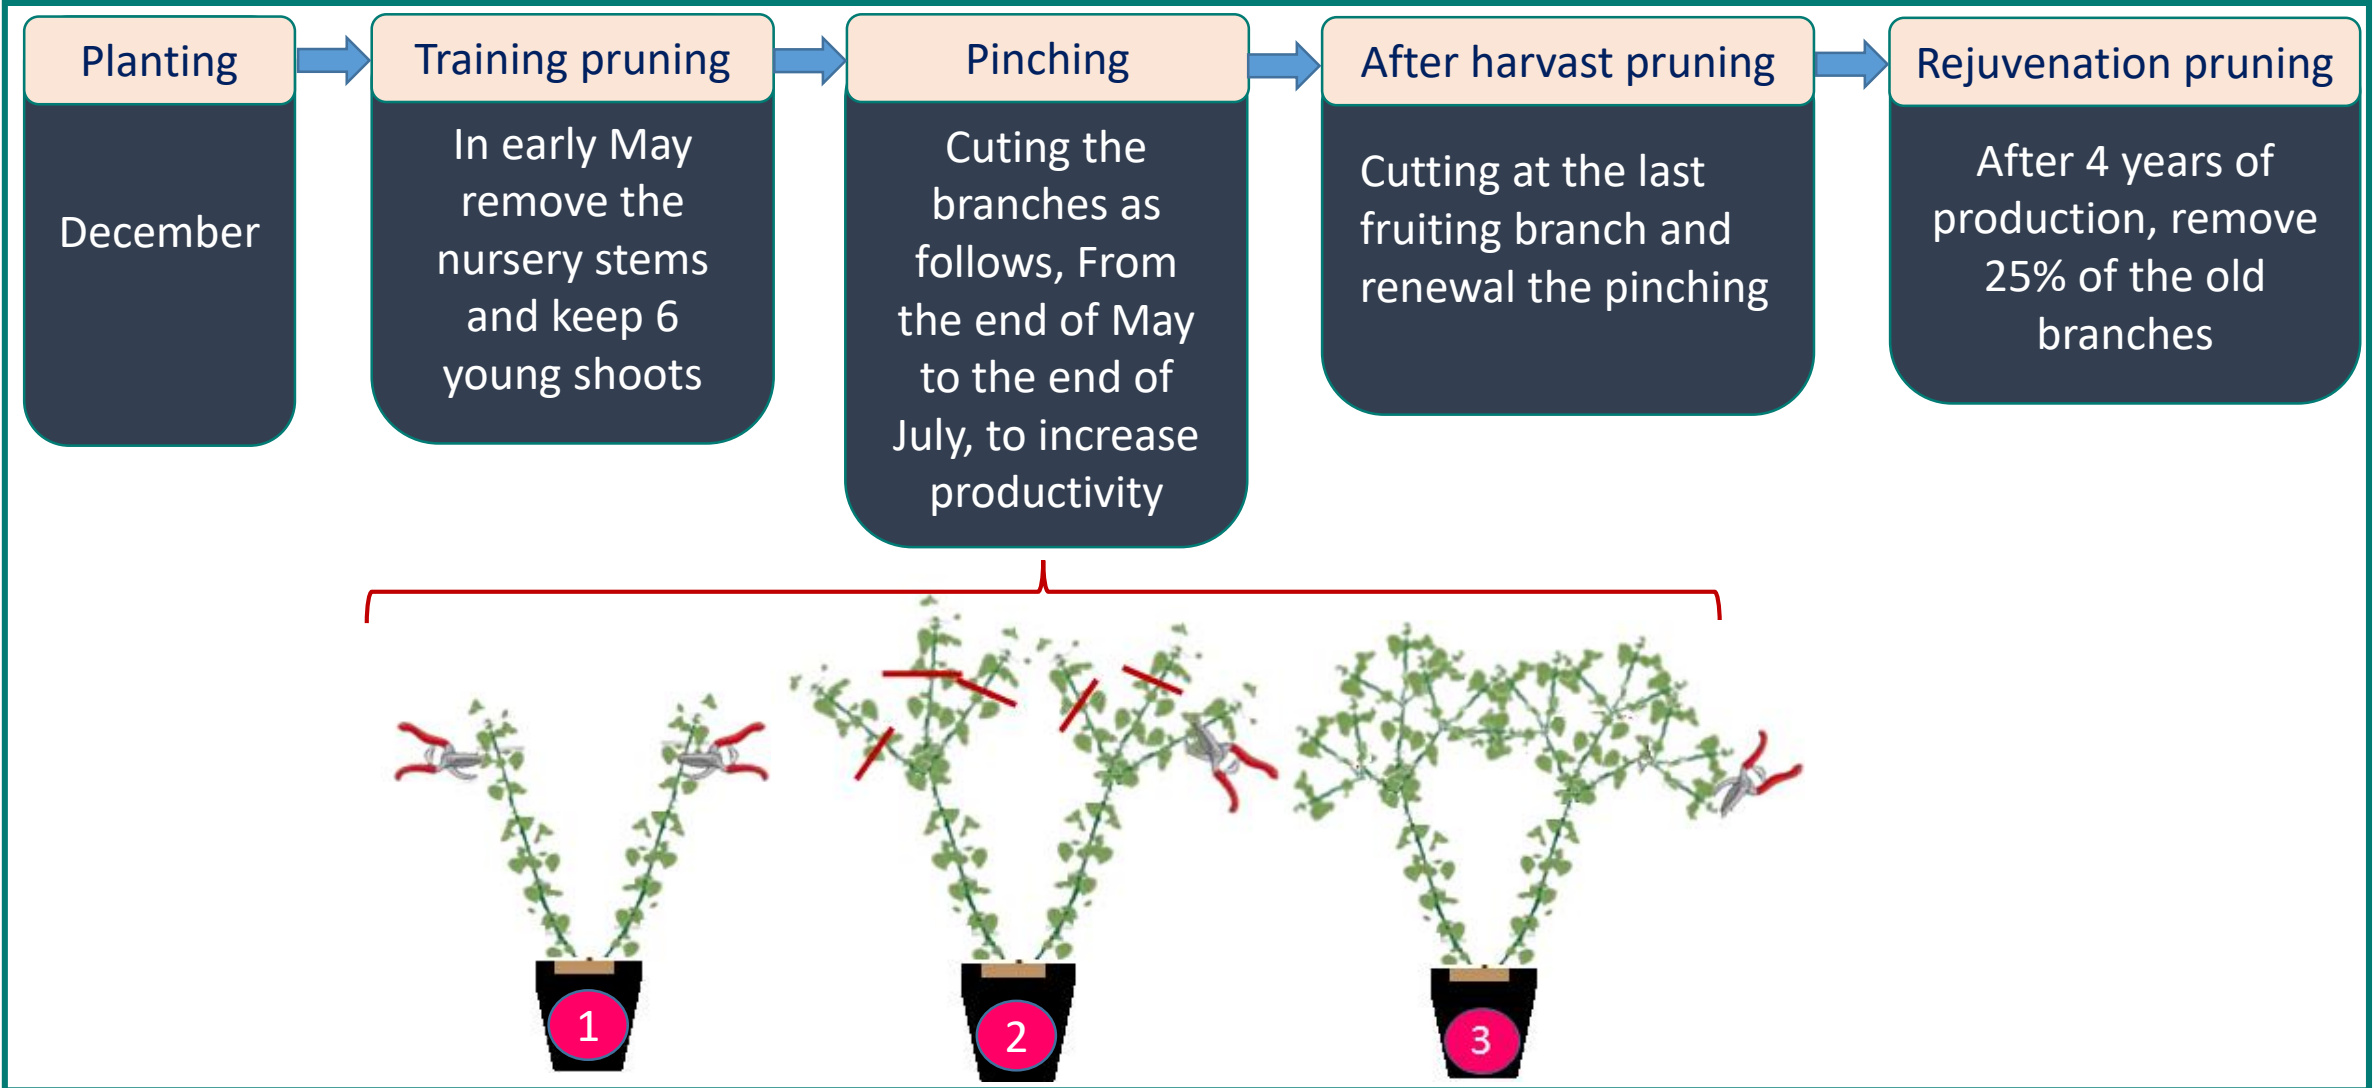 Planting
December
Training pruning
In early May
remove the
nursery stems
and keep 6
young shoots
Pinching
Cuting the
branches as
follows, From
the end of May
to the end of
July, to increase
productivity
After harvast pruning
Cutting at the last
fruiting branch and
renewal the pinching
Rejuvenation pruning
After 4 years of
production, remove
25% of the old
branches
1
2
3